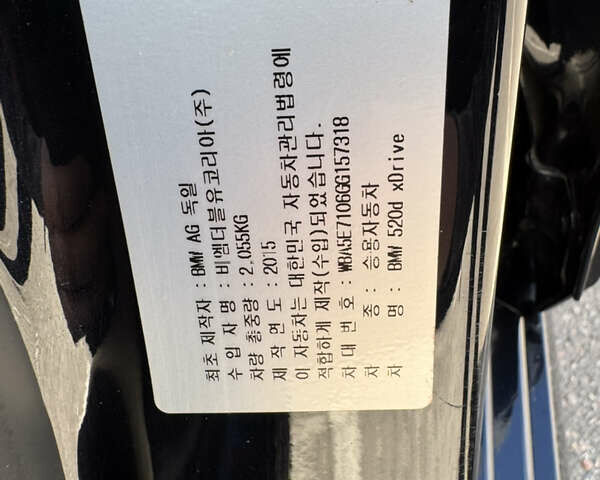 최초 제작자 : BMW AG 독일
수 입 자 명 : 비엠더블유코리아(주)
차량 총중량 : 2,055KG
제 작 연 도 : 2015
이 자동차는 대한민국 자동차관리법령에
적합하게 제작(수입)되었습니다.
차 대 번 호 : WBA5E7106GG157318
차 종 : 승용자동차
차 명 : BMW 520d xDrive